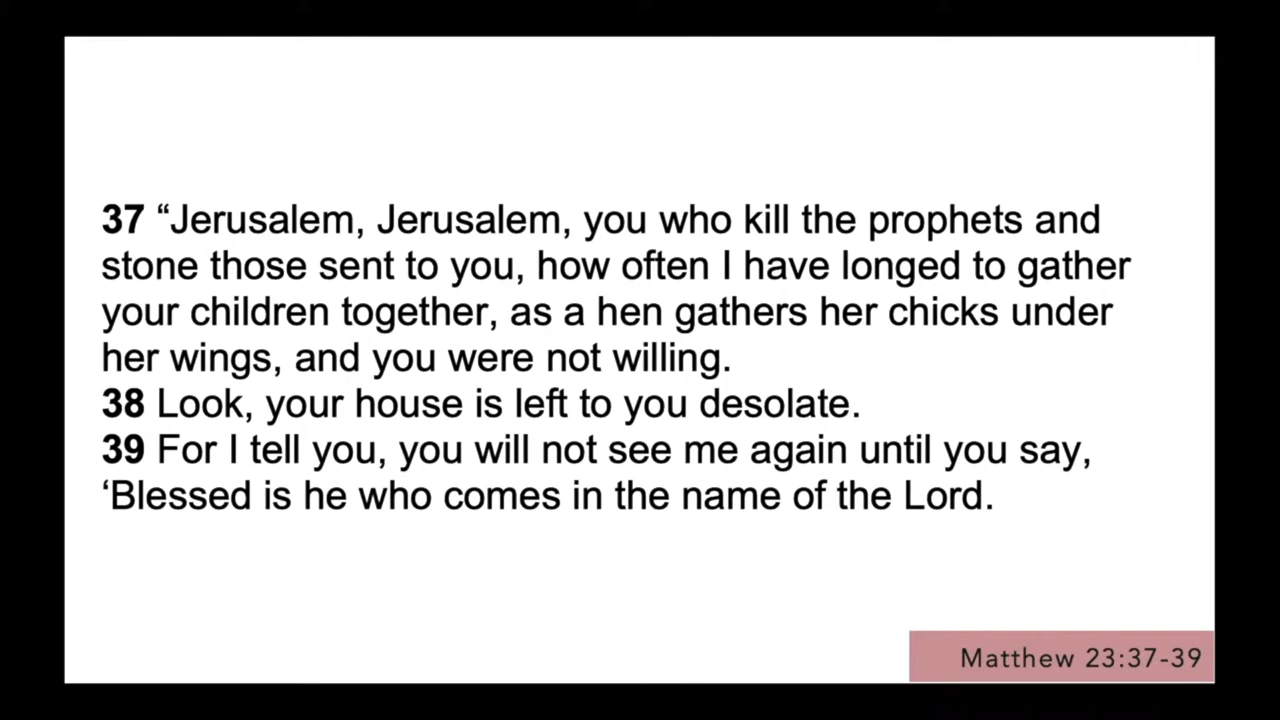 37 “Jerusalem, Jerusalem, you who kill the prophets and
stone those sent to you, how often I have longed to gather
your children together, as a hen gathers her chicks under
her wings, and you were not willing.
38 Look, your house is left to you desolate.
39 For I tell you, you will not see me again until you say,
‘Blessed is he who comes in the name of the Lord.
Matthew 23:37-39